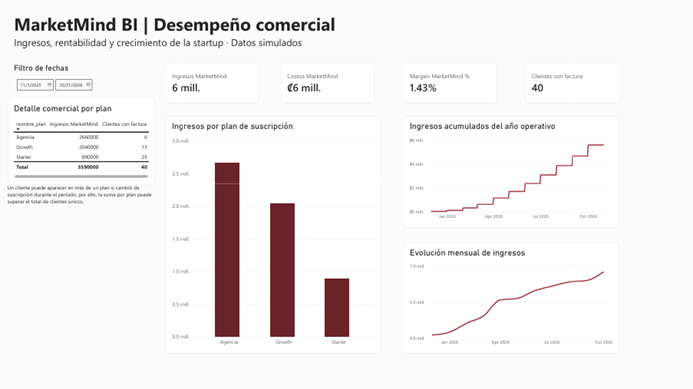 MarketMind BI | Desempeño comercial
Ingresos, rentabilidad y crecimiento de la startup · Datos simulados
Filtro de fechas
11/1/2025 10/31/2026
Detalle comercial por plan
nombre_plan Ingresos MarketMind Clientes con factura
Agencia 2660000 6
Growth 2040000 13
Starter 890000 25
Total 5590000 40
Un cliente puede aparecer en más de un plan si cambió de
suscripción durante el periodo; por ello, la suma por plan puede
superar el total de clientes únicos.
Ingresos MarketMind
6 mill.
Costos MarketMind
₡6 mill.
Margen MarketMind %
1.43%
Clientes con factura
40
Ingresos por plan de suscripción
3.0 mill.
2.5 mill.
2.0 mill.
1.5 mill.
1.0 mill.
0.5 mill.
0.0 mill.
Agencia Growth Starter
Ingresos acumulados del año operativo
Jan 2026 Apr 2026 Jul 2026 Oct 2026
Evolución mensual de ingresos
1.0 mill.
0.5 mill.
0.0 mill.
Jan 2026 Apr 2026 Jul 2026 Oct 2026